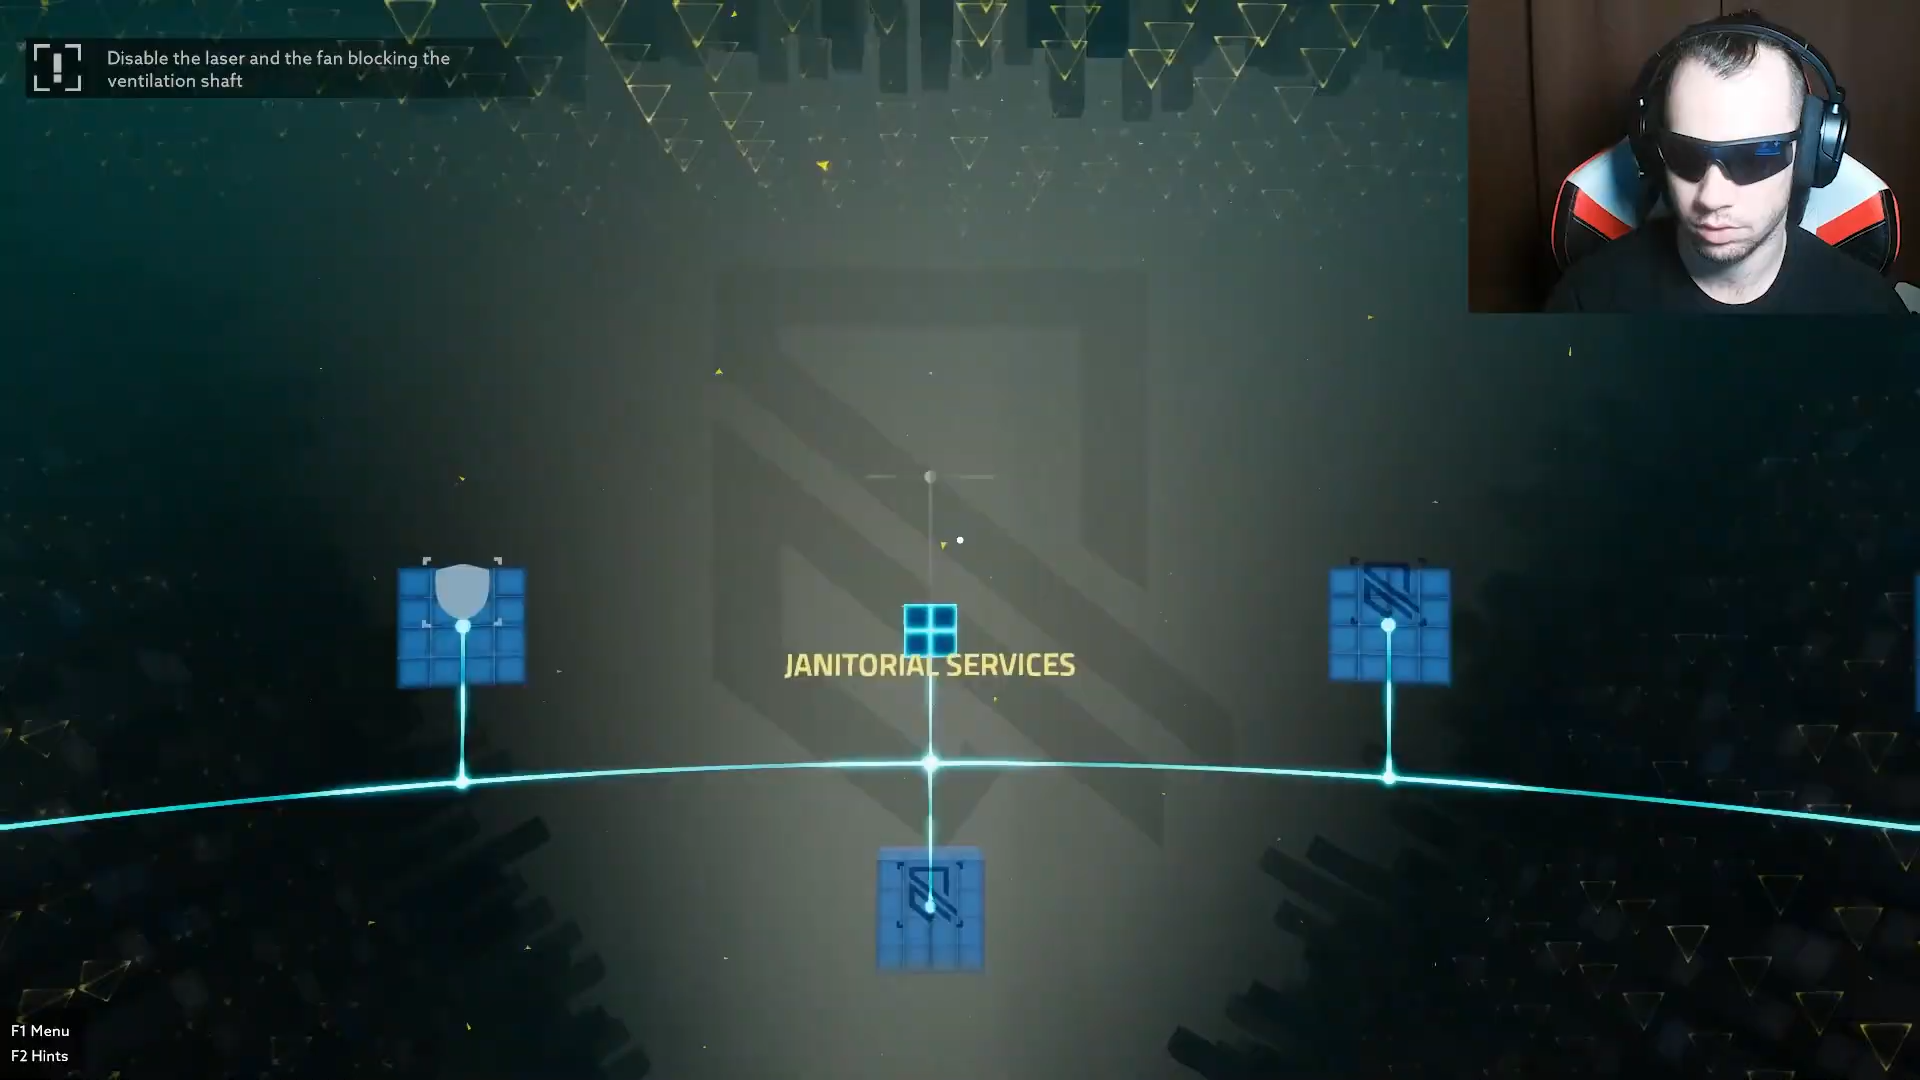 Disable the laser and the fan blocking the
ventilation shaft
JANITORIAL SERVICES
F1 Menu
F2 Hints